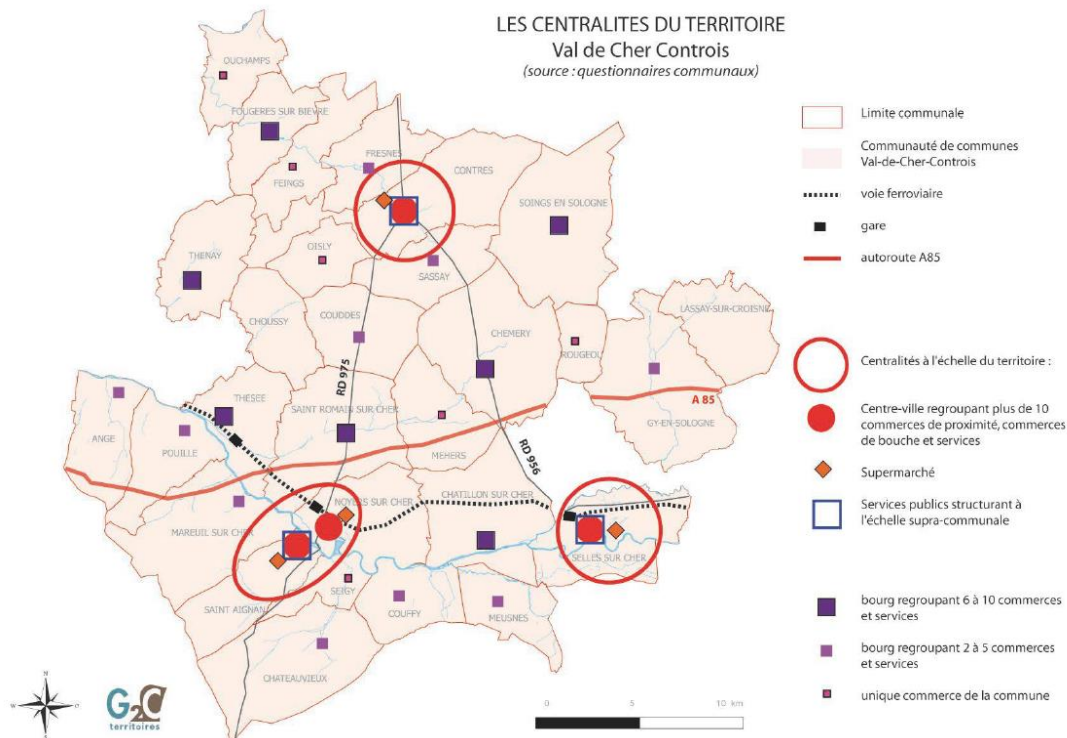 LES CENTRALITES DU TERRITOIRE
Val de Cher Controis
(source : questionnaires communaux)
Limite communale
Communauté de communes
Val-de-Cher-Controis
voie ferroviaire
gare
autoroute A85
Centralités à l'échelle du territoire :
Centre-ville regroupant plus de 10
commerces de proximité, commerces
de bouche et services
Supermarché
Services publics structurant à
l'échelle supra-communale
bourg regroupant 6 à 10 commerces
et services
bourg regroupant 2 à 5 commerces
et services
unique commerce de la commune
OUCHAMPS
FOUGERES SUR BIEVRE
FRESNES
CONTRES
FEINGS
SOINGS EN SOLOGNE
OISLY
THENAY
SASSAY
LASSAY-SUR-CROISNE
CHOUSSY
COUDDES
CHEMERY
ROUGEOU
RD 975
A 85
THESEE
SAINT ROMAIN SUR CHER
GY-EN-SOLOGNE
ANGE
POUILLE
MEHERS
RD 956
NOYERS SUR CHER
CHATILLON SUR CHER
MAREUIL SUR CHER
SELLES SUR CHER
SEIGY
SAINT AIGNAN
COUFFY
MEUSNES
CHATEAUVIEUX
N
G2C
territoires
0 5 10 km